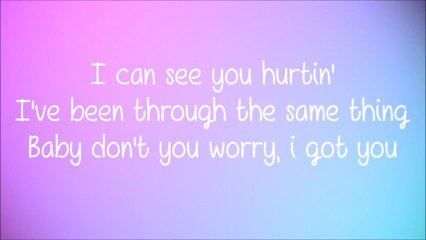 I can see you hurtin'
I've been through the same thing
Baby don't you worry, i got you